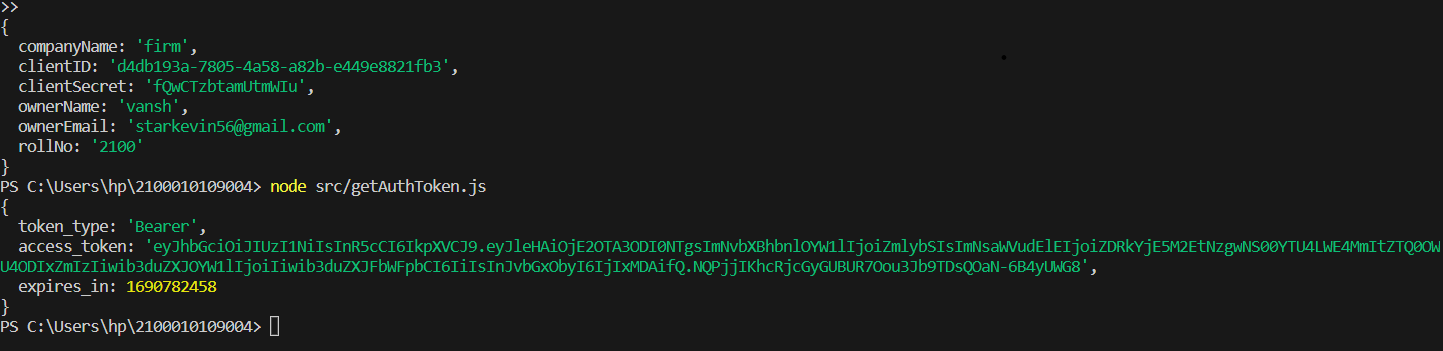 >>
{
  companyName: 'firm',
  clientID: 'd4db193a-7805-4a58-a82b-e449e8821fb3',
  clientSecret: 'fQwCTzbtamUtmWIu',
  ownerName: 'vansh',
  ownerEmail: 'starkevin56@gmail.com',
  rollNo: '2100'
}
PS C:\Users\hp\2100010109004> node src/getAuthToken.js
{
  token_type: 'Bearer',
  access_token: 'eyJhbGciOiJIUzI1NiIsInR5cCI6IkpXVCJ9.eyJleHAiOjE2OTA3ODI0NTgsImNvbXBhbnlOYW1lIjoiZmlybSIsImNsaWVudElEIjoiZDRkYjE5M2EtNzgwNS00YTU4LWE4MmItZTQ0OW
U4ODIxZmIzIiwib3duZXJOYW1lIjoiIiwib3duZXJFbWFpbCI6IiIsInJvbGxObyI6IjIxMDAifQ.NQPjjIKhcRjcGyGUBUR7Oou3Jb9TDsQOaN-6B4yUWG8',
  expires_in: 1690782458
}
PS C:\Users\hp\2100010109004>